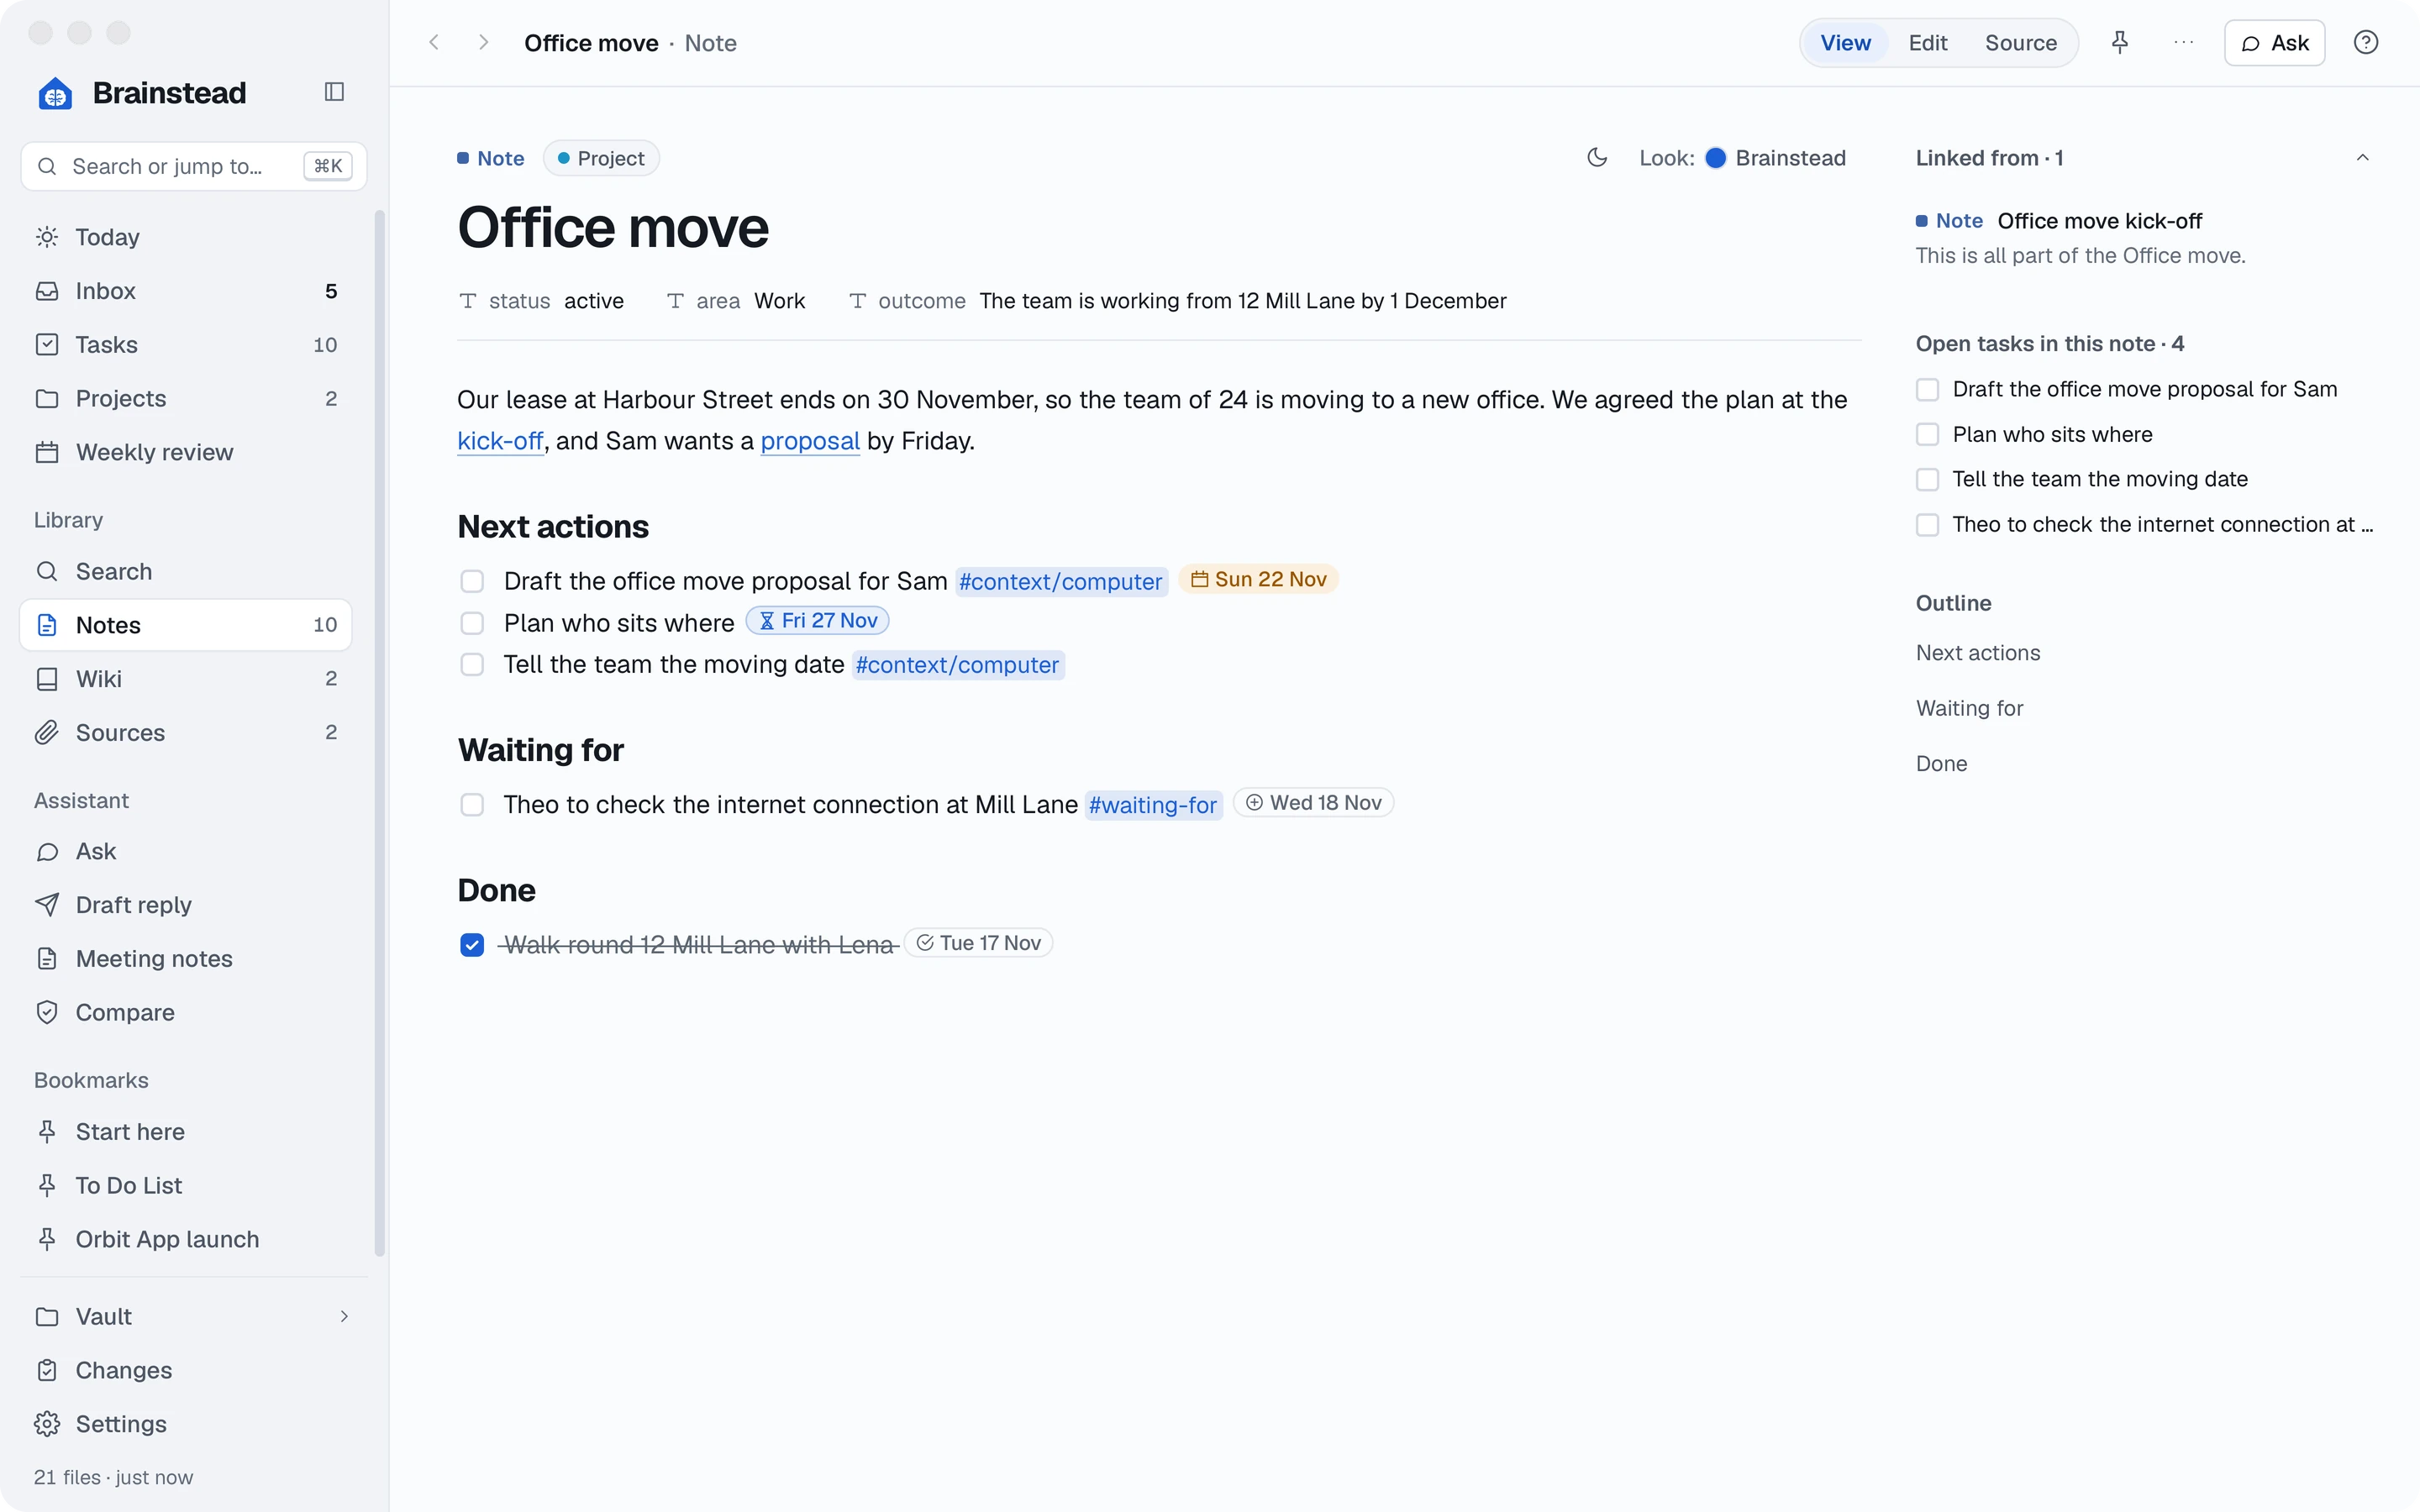 Brainstead
Search or jump to…
⌘K
Today
Inbox 5
Tasks 10
Projects 2
Weekly review
Library
Search
Notes 10
Wiki 2
Sources 2
Assistant
Ask
Draft reply
Meeting notes
Compare
Bookmarks
Start here
To Do List
Orbit App launch
Vault
Changes
Settings
21 files · just now
Office move · Note
View Edit Source
Ask
Note Project
Look: Brainstead
Office move
status active area Work outcome The team is working from 12 Mill Lane by 1 December
Our lease at Harbour Street ends on 30 November, so the team of 24 is moving to a new office. We agreed the plan at the
kick-off, and Sam wants a proposal by Friday.
Next actions
Draft the office move proposal for Sam #context/computer Sun 22 Nov
Plan who sits where Fri 27 Nov
Tell the team the moving date #context/computer
Waiting for
Theo to check the internet connection at Mill Lane #waiting-for Wed 18 Nov
Done
Walk round 12 Mill Lane with Lena Tue 17 Nov
Linked from · 1
Note Office move kick-off
This is all part of the Office move.
Open tasks in this note · 4
Draft the office move proposal for Sam
Plan who sits where
Tell the team the moving date
Theo to check the internet connection at …
Outline
Next actions
Waiting for
Done